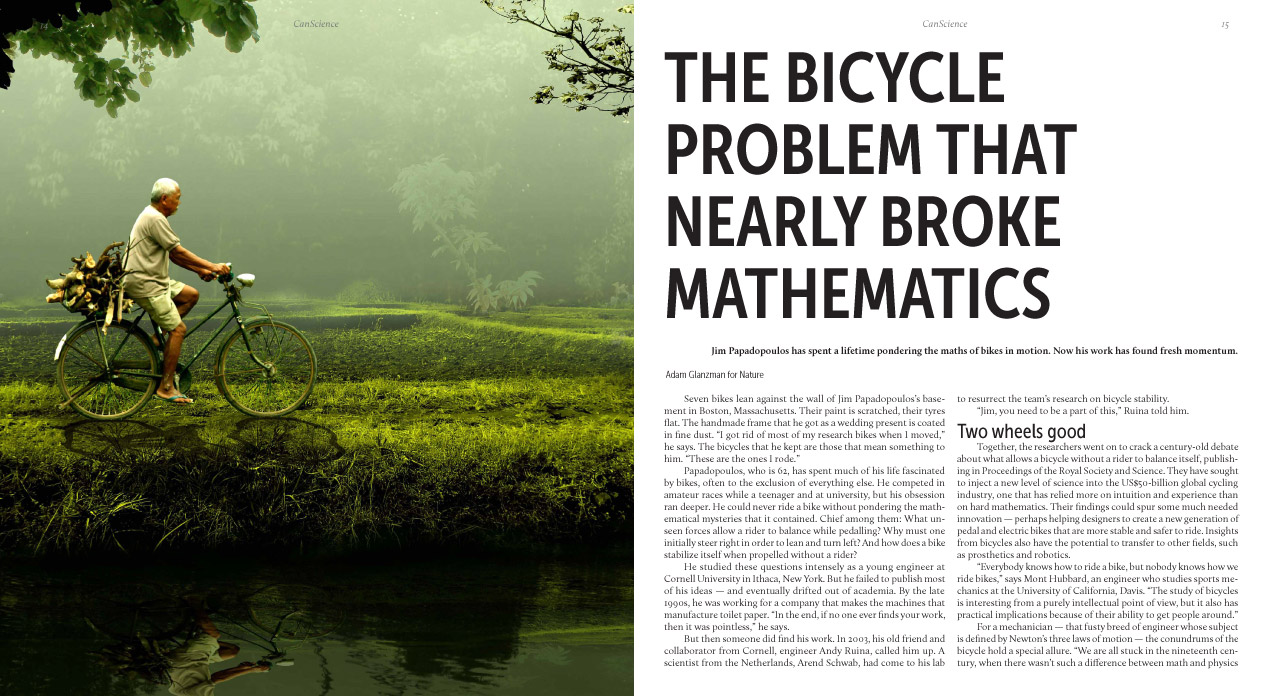 CanScience
CanScience
15
THE BICYCLE
PROBLEM THAT
NEARLY BROKE
MATHEMATICS
Jim Papadopoulos has spent a lifetime pondering the maths of bikes in motion. Now his work has found fresh momentum.
Adam Glanzman for Nature
Seven bikes lean against the wall of Jim Papadopoulos's base-
ment in Boston, Massachusetts. Their paint is scratched, their tyres
flat. The handmade frame that he got as a wedding present is coated
in fine dust. “I got rid of most of my research bikes when I moved,”
he says. The bicycles that he kept are those that mean something to
him. “These are the ones I rode.”
Papadopoulos, who is 62, has spent much of his life fascinated
by bikes, often to the exclusion of everything else. He competed in
amateur races while a teenager and at university, but his obsession
ran deeper. He could never ride a bike without pondering the math-
ematical mysteries that it contained. Chief among them: What un-
seen forces allow a rider to balance while pedalling? Why must one
initially steer right in order to lean and turn left? And how does a bike
stabilize itself when propelled without a rider?
He studied these questions intensely as a young engineer at
Cornell University in Ithaca, New York. But he failed to publish most
of his ideas — and eventually drifted out of academia. By the late
1990s, he was working for a company that makes the machines that
manufacture toilet paper. “In the end, if no one ever finds your work,
then it was pointless,” he says.
But then someone did find his work. In 2003, his old friend and
collaborator from Cornell, engineer Andy Ruina, called him up. A
scientist from the Netherlands, Arend Schwab, had come to his lab
to resurrect the team's research on bicycle stability.
“Jim, you need to be a part of this,” Ruina told him.
Two wheels good
Together, the researchers went on to crack a century-old debate
about what allows a bicycle without a rider to balance itself, publish-
ing in Proceedings of the Royal Society and Science. They have sought
to inject a new level of science into the US$50-billion global cycling
industry, one that has relied more on intuition and experience than
on hard mathematics. Their findings could spur some much needed
innovation — perhaps helping designers to create a new generation of
pedal and electric bikes that are more stable and safer to ride. Insights
from bicycles also have the potential to transfer to other fields, such
as prosthetics and robotics.
“Everybody knows how to ride a bike, but nobody knows how we
ride bikes,” says Mont Hubbard, an engineer who studies sports me-
chanics at the University of California, Davis. “The study of bicycles
is interesting from a purely intellectual point of view, but it also has
practical implications because of their ability to get people around.”
For a mechanician — that fusty breed of engineer whose subject
is defined by Newton's three laws of motion — the conundrums of the
bicycle hold a special allure. “We are all stuck in the nineteenth cen-
tury, when there wasn't such a difference between math and physics